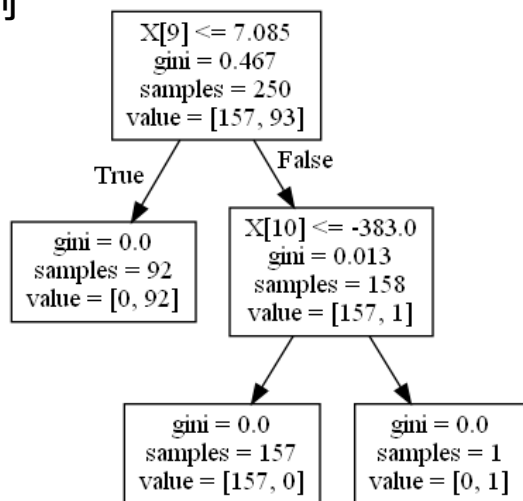 X[9] <= 7.085
gini = 0.467
samples = 250
value = [157, 93]
True
False
gini = 0.0
samples = 92
value = [0, 92]
X[10] <= -383.0
gini = 0.013
samples = 158
value = [157, 1]
gini = 0.0
samples = 157
value = [157, 0]
gini = 0.0
samples = 1
value = [0, 1]